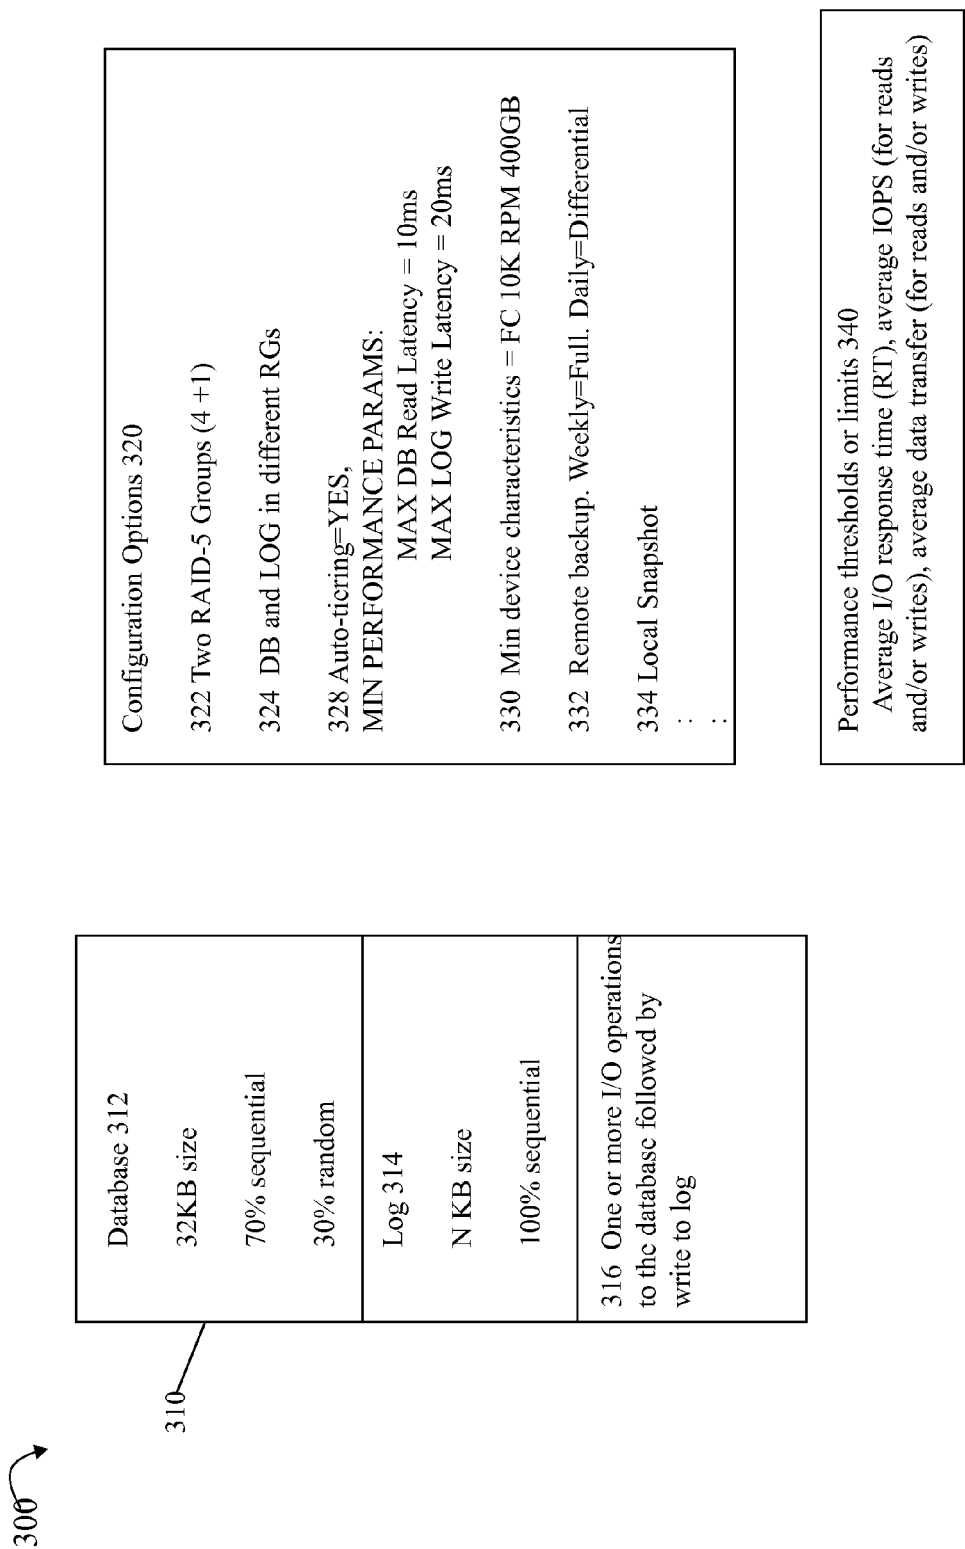 300
310
Database 312
32KB size
70% sequential
30% random
Log 314
N KB size
100% sequential
316 One or more I/O operations
to the database followed by
write to log
Configuration Options 320
322 Two RAID-5 Groups (4 +1)
324 DB and LOG in different RGs
328 Auto-tiering=YES,
MIN PERFORMANCE PARAMS:
MAX DB Read Latency = 10ms
MAX LOG Write Latency = 20ms
330 Min device characteristics = FC 10K RPM 400GB
332 Remote backup. Weekly=Full. Daily=Differential
334 Local Snapshot
:
:
Performance thresholds or limits 340
Average I/O response time (RT), average IOPS (for reads
and/or writes), average data transfer (for reads and/or writes)